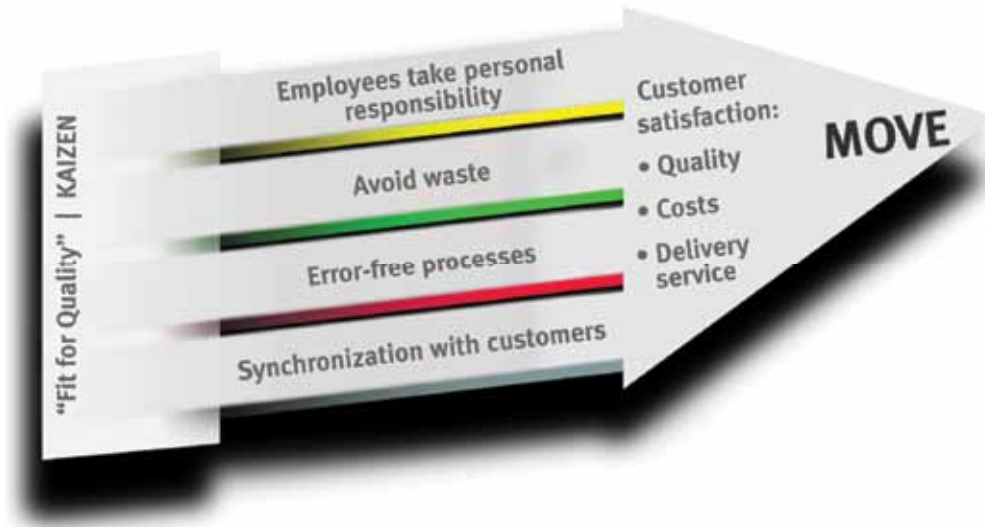 "Fit for Quality" | KAIZEN
Employees take personal
responsibility
Avoid waste
Error-free processes
Synchronization with customers
Customer
satisfaction:
• Quality
• Costs
• Delivery
service
MOVE